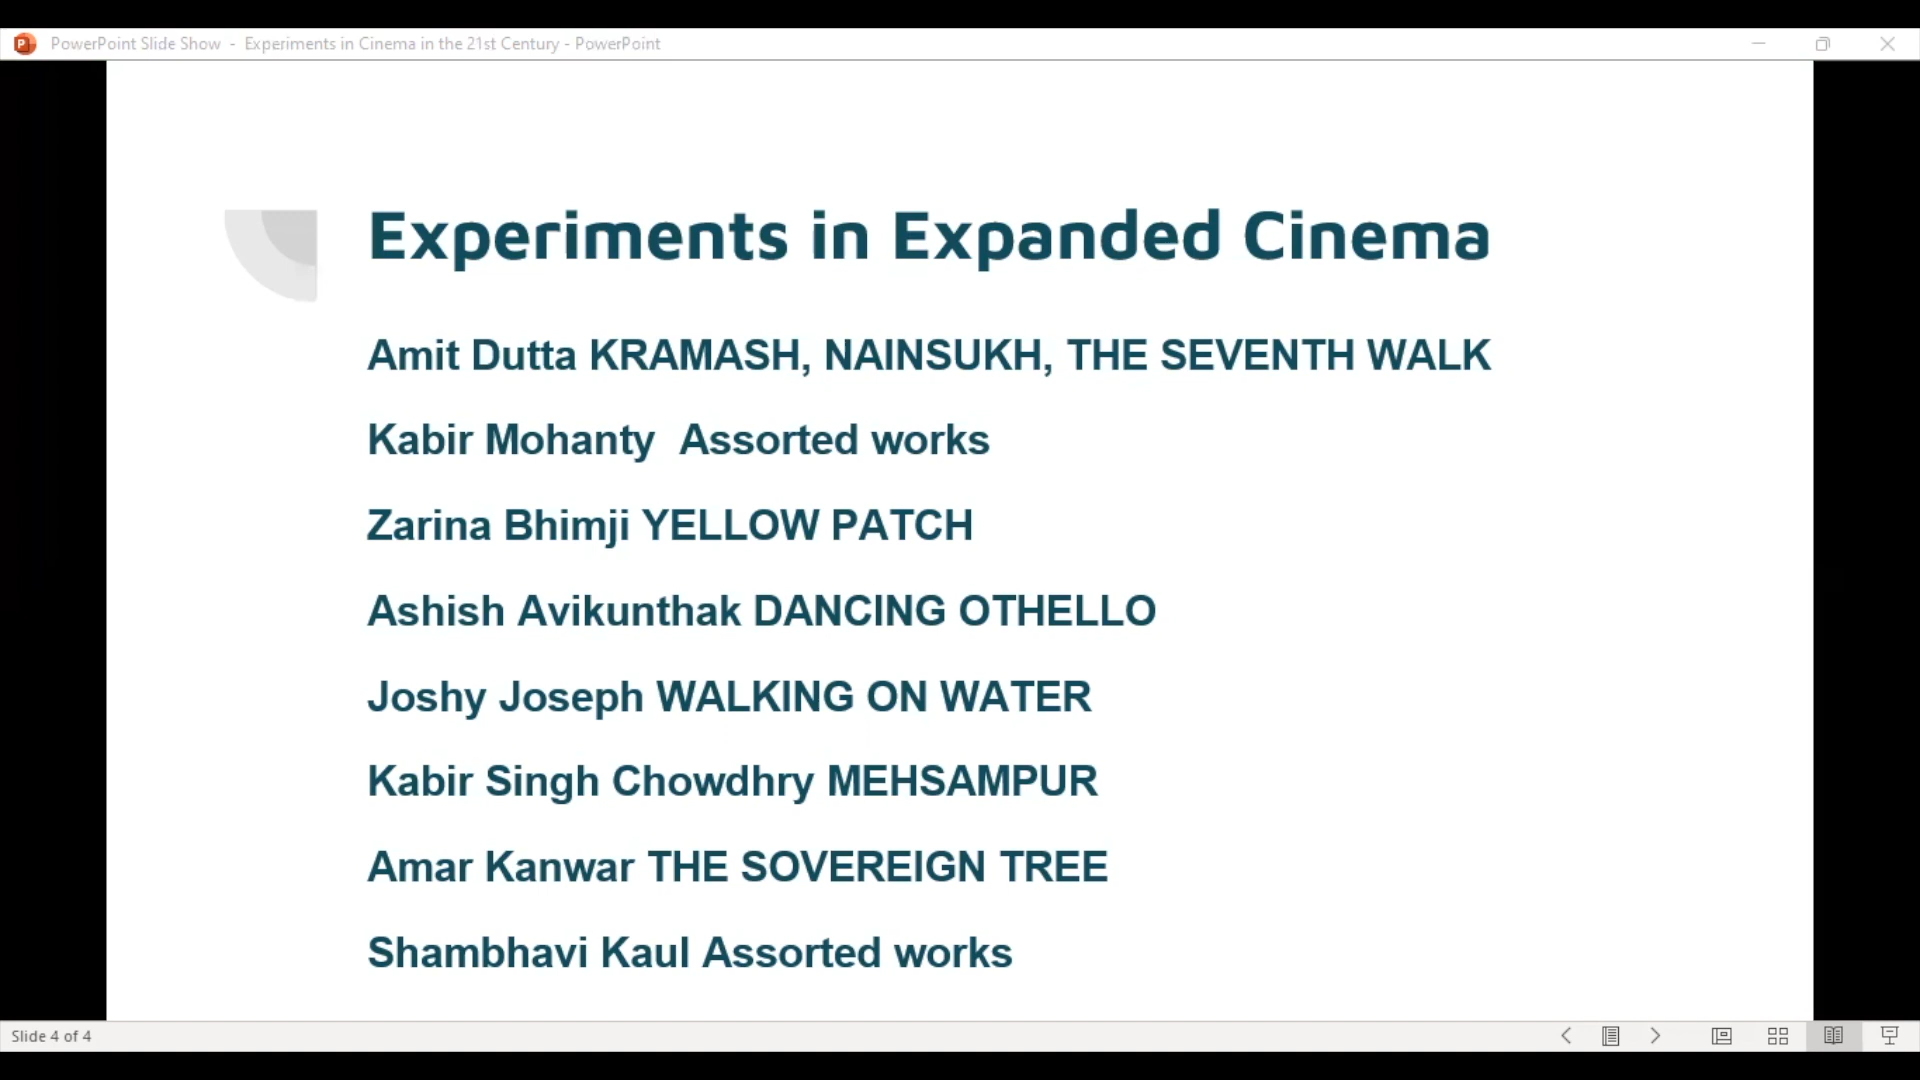 PowerPoint Slide Show - Experiments in Cinema in the 21st Century - PowerPoint
Experiments in Expanded Cinema
Amit Dutta KRAMASH, NAINSUKH, THE SEVENTH WALK
Kabir Mohanty  Assorted works
Zarina Bhimji YELLOW PATCH
Ashish Avikunthak DANCING OTHELLO
Joshy Joseph WALKING ON WATER
Kabir Singh Chowdhry MEHSAMPUR
Amar Kanwar THE SOVEREIGN TREE
Shambhavi Kaul Assorted works
Slide 4 of 4